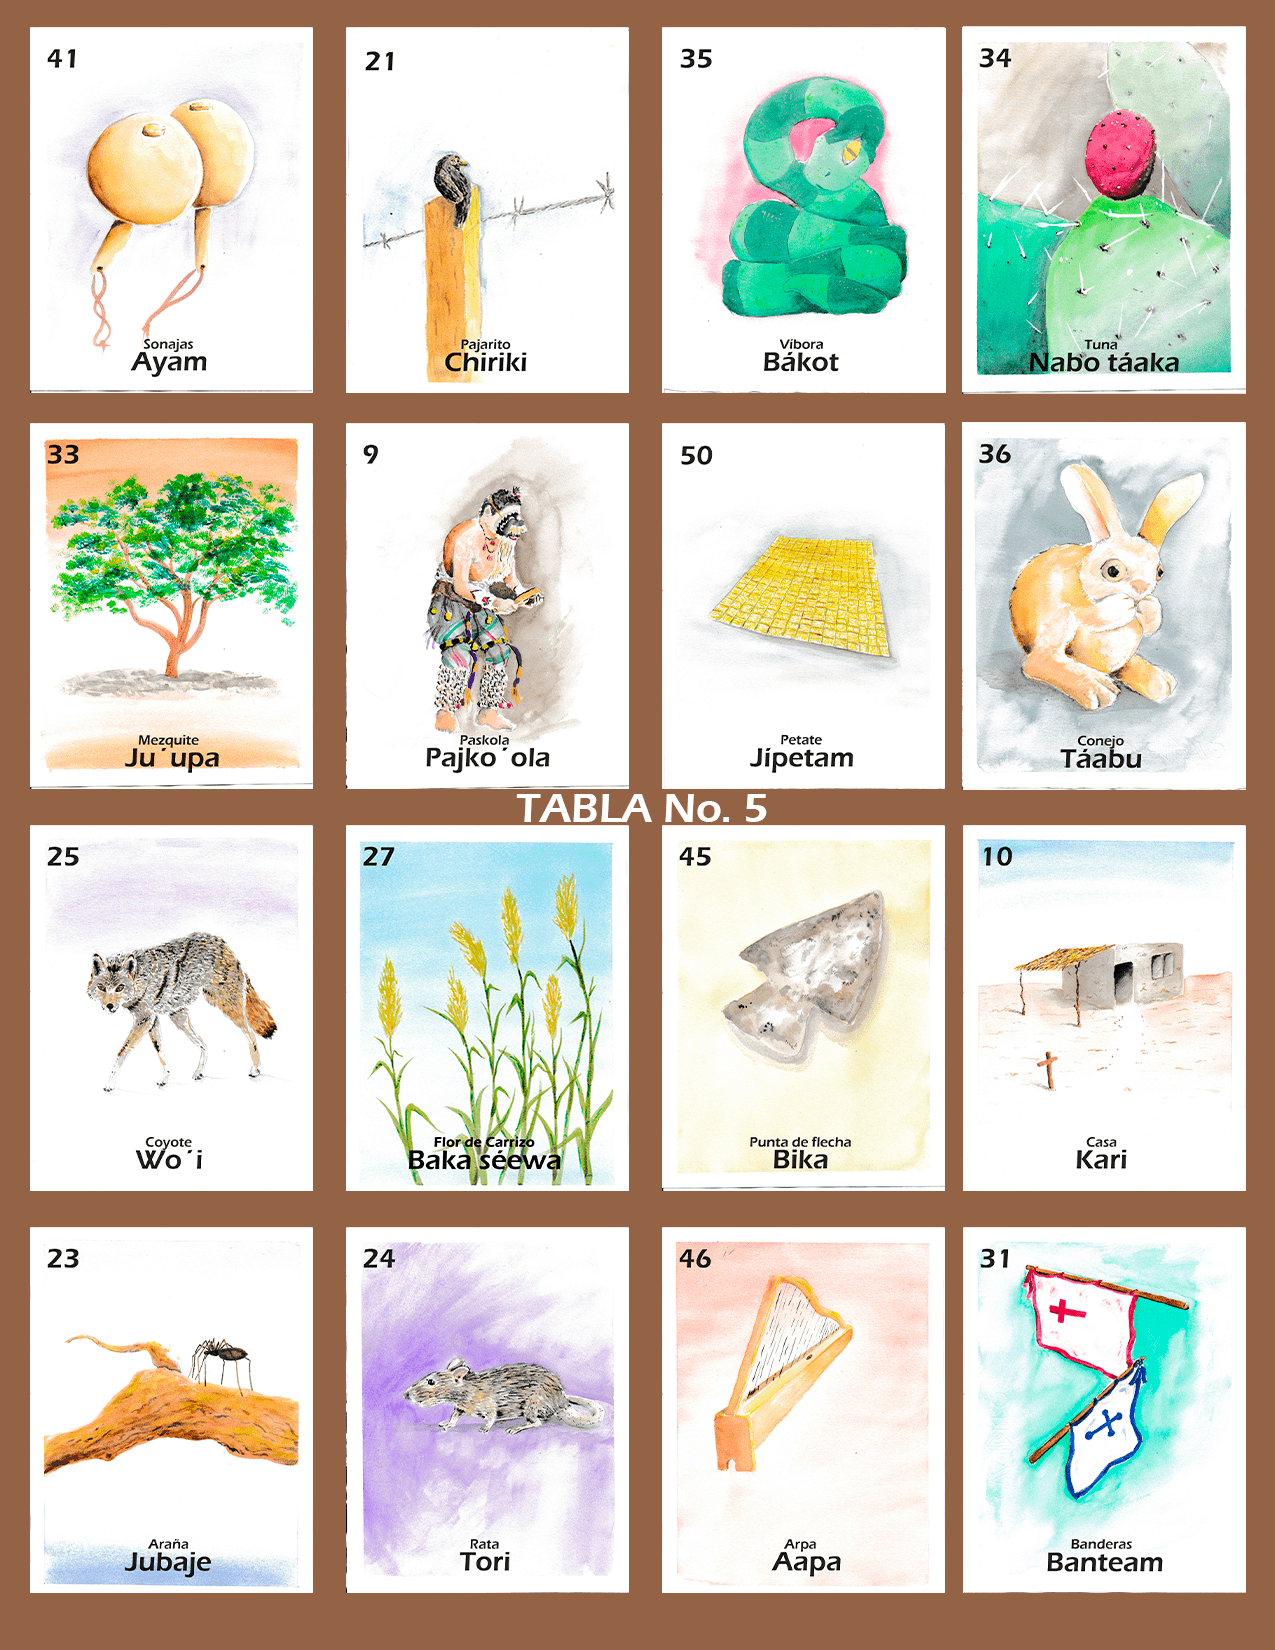 41
Sonajas
Ayam
21
Pajarito
Chiriki
35
Víbora
Bákot
34
Tuna
Nabo táaka
33
Mezquite
Ju´upa
9
Paskola
Pajko´ola
50
Petate
Jípetam
36
Conejo
Táabu
TABLA No. 5
25
Coyote
Wo´i
27
Flor de Carrizo
Baka séewa
45
Punta de flecha
Bika
10
Casa
Kari
23
Araña
Jubaje
24
Rata
Tori
46
Arpa
Aapa
31
Banderas
Banteam